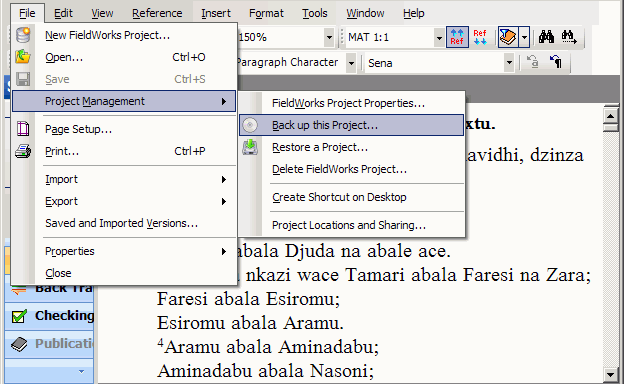 File Edit View Reference Insert Format Tools Window Help
New FieldWorks Project...
150% MAT 1:1 Ref Ref
Open... Ctrl+O
Paragraph Character Sena
Save Ctrl+S
Project Management
FieldWorks Project Properties...
Page Setup...
Back up this Project... xtu.
Print... Ctrl+P
Restore a Project... avidhi, dzinza
Import
Delete FieldWorks Project...
Export
Create Shortcut on Desktop
Saved and Imported Versions...
Project Locations and Sharing...
Properties
abala Djuda na abale ace.
Close
nkazi wace Tamari abala Faresi na Zara;
Back Tra
Faresi abala Esiromu;
Checking
Esiromu abala Aramu.
Publicatio
4Aramu abala Aminadabu;
Aminadabu abala Nasoni;